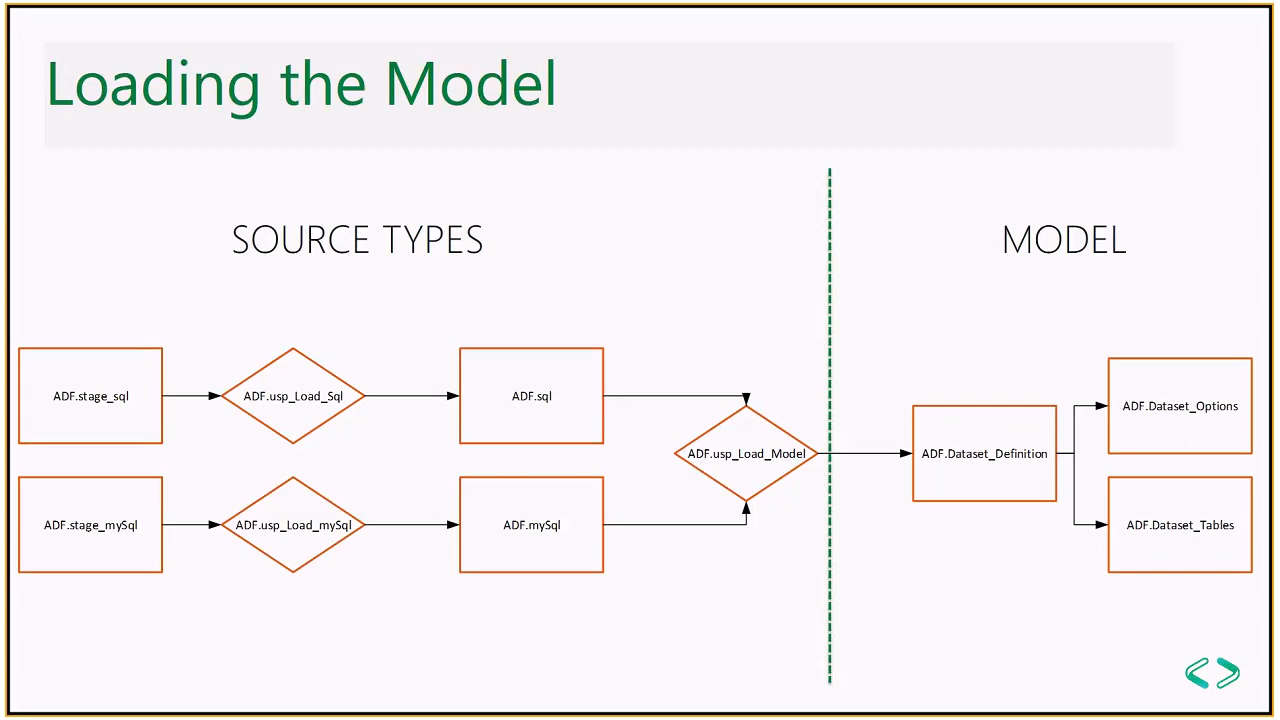 Loading the Model
SOURCE TYPES
MODEL
ADF.stage_sql
ADF.usp_Load_Sql
ADF.sql
ADF.usp_Load_Model
ADF.Dataset_Definition
ADF.Dataset_Options
ADF.stage_mySql
ADF.usp_Load_mySql
ADF.mySql
ADF.Dataset_Tables